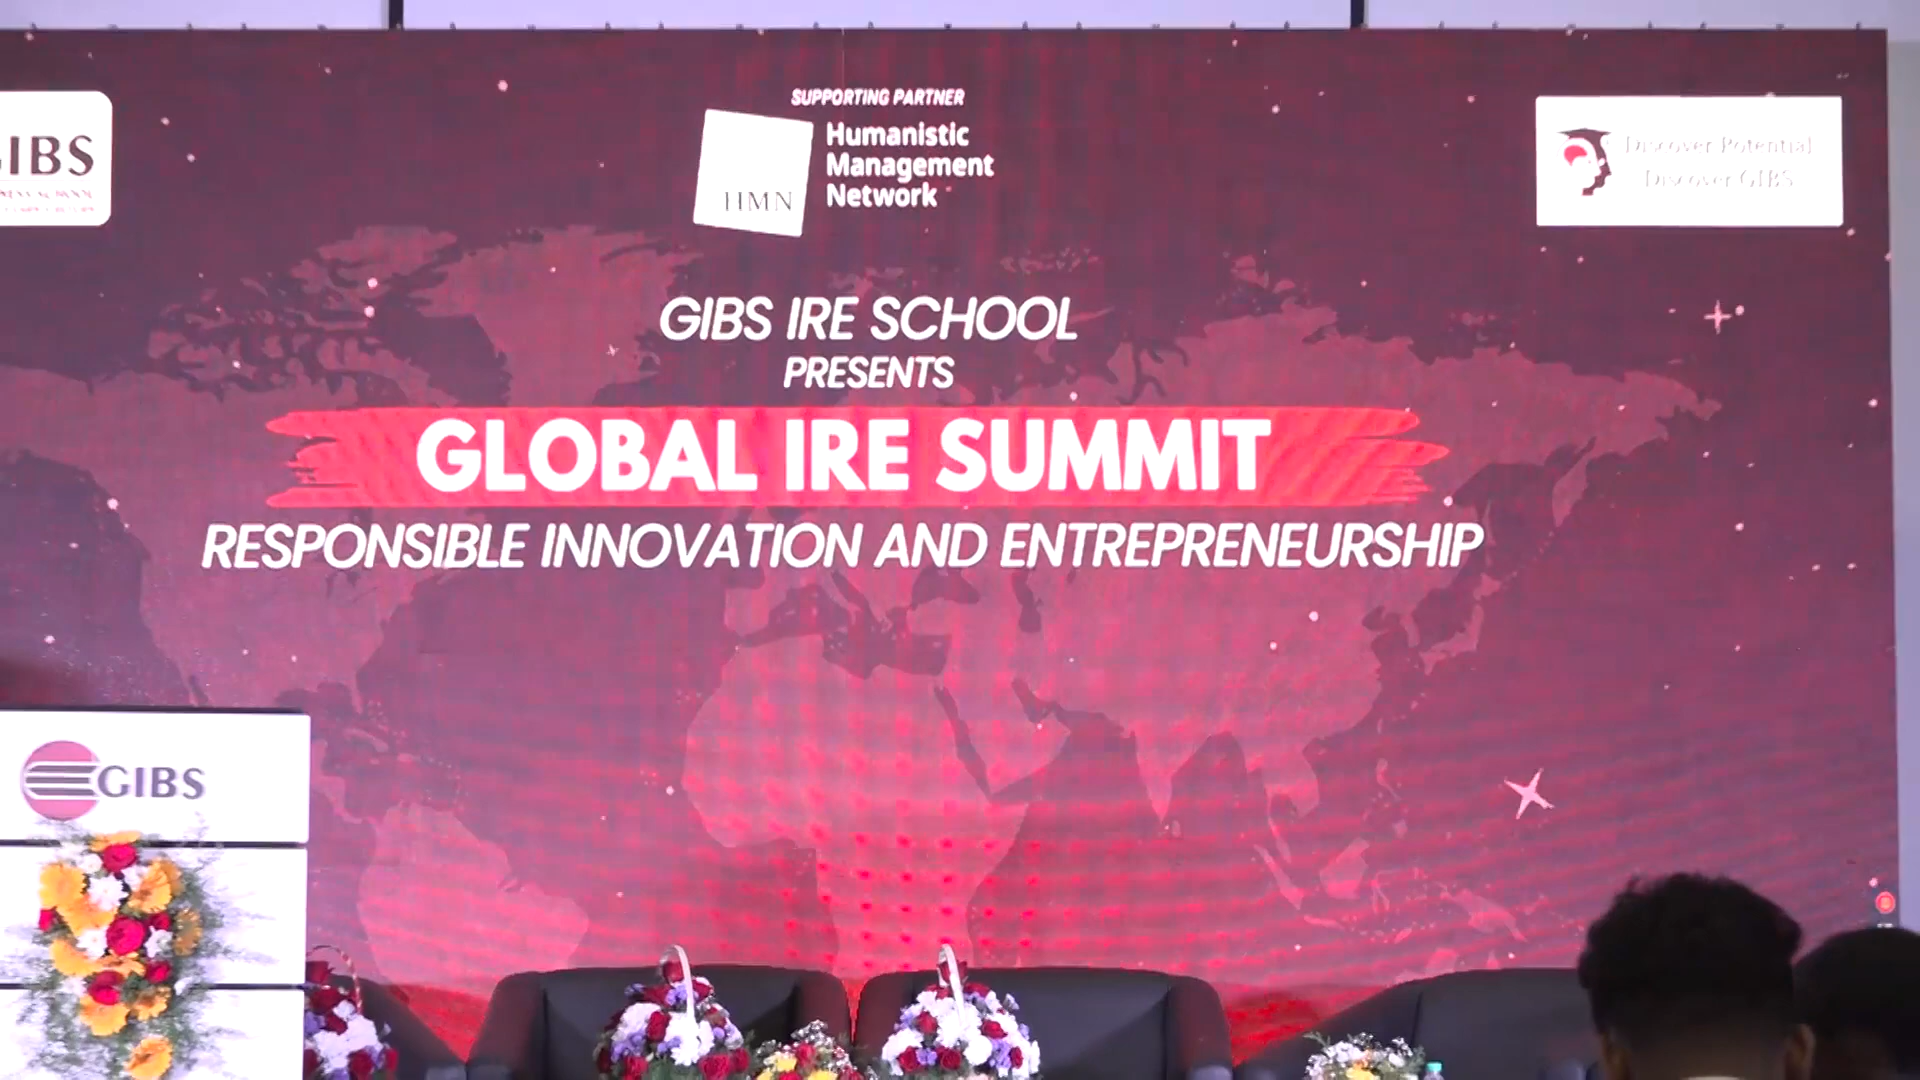 GIBS
SUPPORTING PARTNER
HMN
Humanistic
Management
Network
Discover Potential
Discover GIBS
GIBS IRE SCHOOL
PRESENTS
GLOBAL IRE SUMMIT
RESPONSIBLE INNOVATION AND ENTREPRENEURSHIP
GIBS